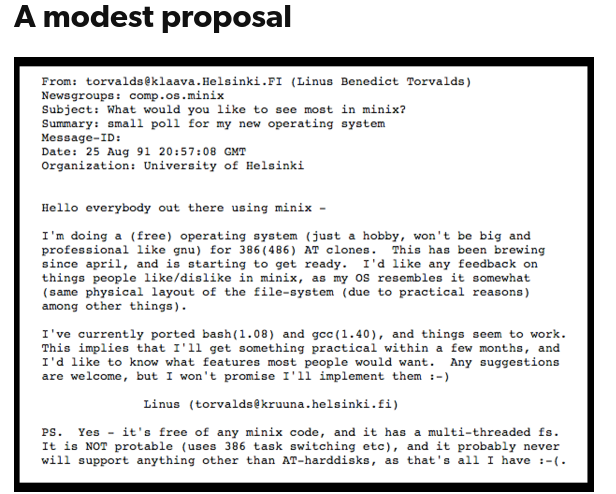 A modest proposal
From: torvalds@klaava.Helsinki.FI (Linus Benedict Torvalds)
Newsgroups: comp.os.minix
Subject: What would you like to see most in minix?
Summary: small poll for my new operating system
Message-ID:
Date: 25 Aug 91 20:57:08 GMT
Organization: University of Helsinki
Hello everybody out there using minix -
I'm doing a (free) operating system (just a hobby, won't be big and
professional like gnu) for 386(486) AT clones.  This has been brewing
since april, and is starting to get ready.  I'd like any feedback on
things people like/dislike in minix, as my OS resembles it somewhat
(same physical layout of the file-system (due to practical reasons)
among other things).
I've currently ported bash(1.08) and gcc(1.40), and things seem to work.
This implies that I'll get something practical within a few months, and
I'd like to know what features most people would want.  Any suggestions
are welcome, but I won't promise I'll implement them :-)
Linus (torvalds@kruuna.helsinki.fi)
PS.  Yes - it's free of any minix code, and it has a multi-threaded fs.
It is NOT protable (uses 386 task switching etc), and it probably never
will support anything other than AT-harddisks, as that's all I have :-(.